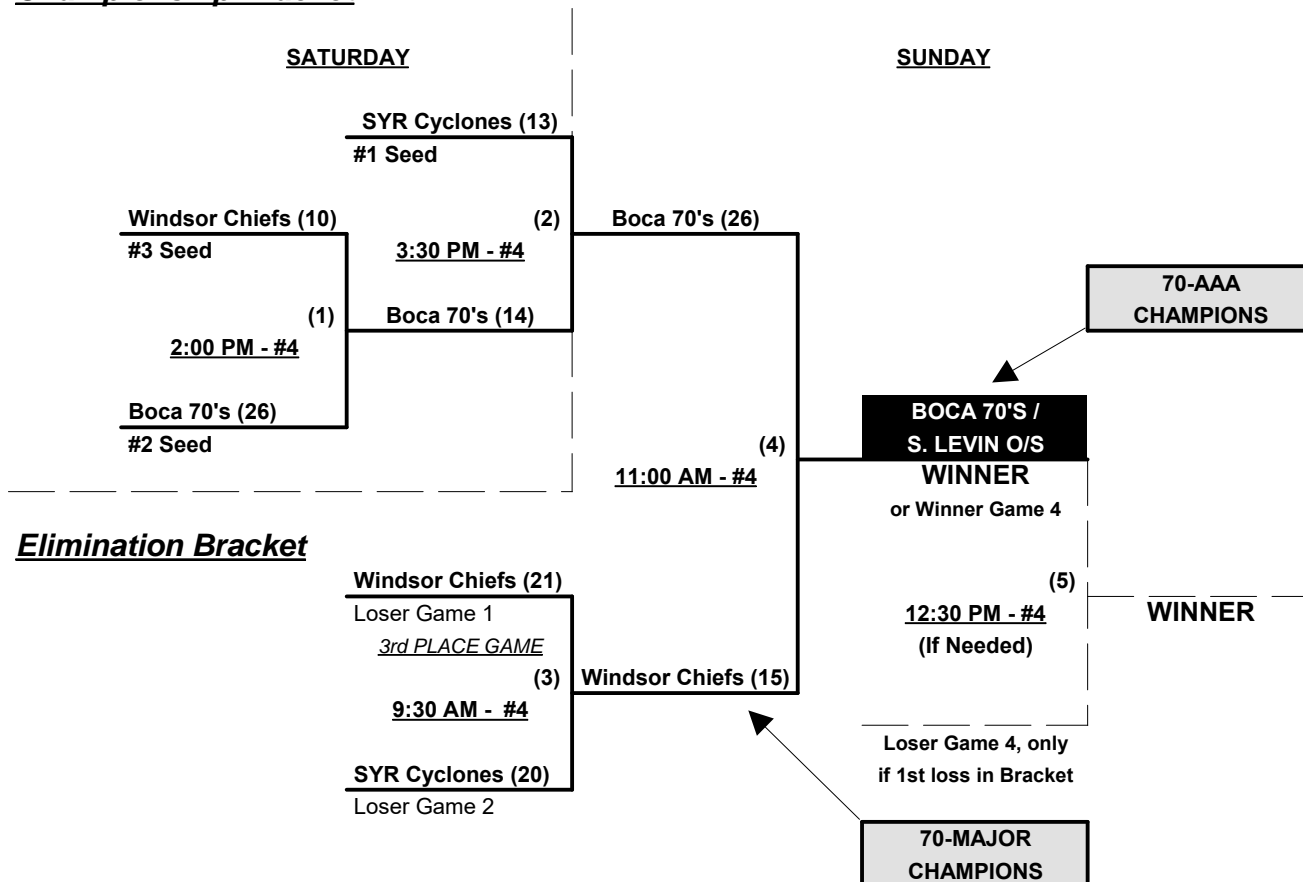 SATURDAY
SUNDAY
SYR Cyclones (13)
#1 Seed
Windsor Chiefs (10)
(2)
Boca 70's (26)
#3 Seed
3:30 PM - #4
70-AAA
CHAMPIONS
(1)
Boca 70's (14)
2:00 PM - #4
Boca 70's (26)
#2 Seed
BOCA 70'S /
S. LEVIN O/S
(4)
11:00 AM - #4
WINNER
or Winner Game 4
Elimination Bracket
Windsor Chiefs (21)
Loser Game 1
3rd PLACE GAME
(3)
Windsor Chiefs (15)
9:30 AM - #4
SYR Cyclones (20)
Loser Game 2
(5)
12:30 PM - #4
(If Needed)
WINNER
Loser Game 4, only
if 1st loss in Bracket
70-MAJOR
CHAMPIONS